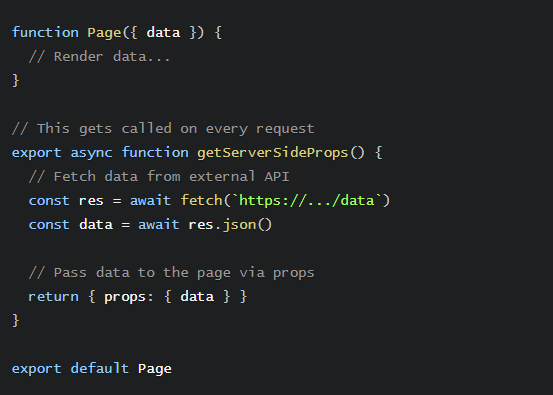 function Page({ data }) {
  // Render data...
}

// This gets called on every request
export async function getServerSideProps() {
  // Fetch data from external API
  const res = await fetch(`https://.../data`)
  const data = await res.json()

  // Pass data to the page via props
  return { props: { data } }
}

export default Page